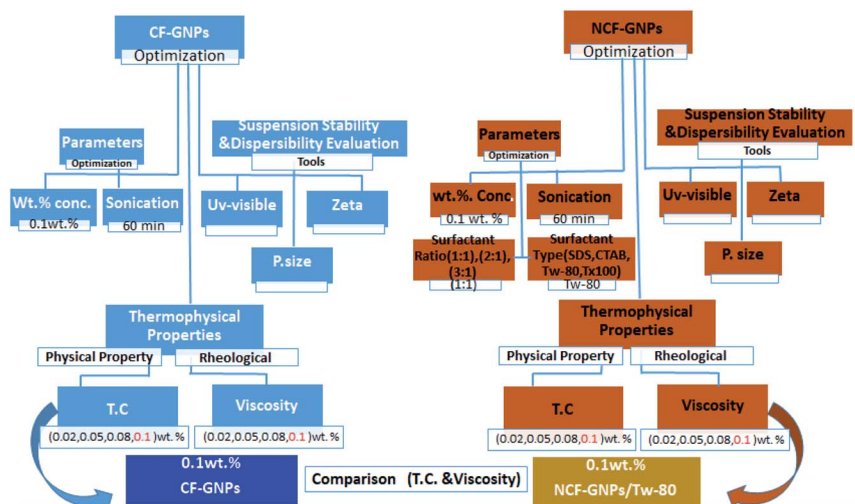 CF-GNPs
Optimization
Parameters
Optimization
Wt.% conc.
0.1wt.%
Sonication
60 min
Suspension Stability
&Dispersibility Evaluation
Tools
Uv-visible
Zeta
P.size
Thermophysical
Properties
Physical Property
Rheological
T.C
(0.02,0.05,0.08,0.1 )wt.%
Viscosity
(0.02,0.05,0.08,0.1 )wt.%
0.1wt.%
CF-GNPs
Comparison (T.C. &Viscosity)
NCF-GNPs
Optimization
Parameters
Optimization
wt.%. Conc.
0.1 wt. %
Sonication
60 min
Surfactant
Ratio(1:1),(2:1),
(3:1)
(1:1)
Surfactant
Type(SDS,CTAB,
Tw-80,Tx100)
Tw-80
Suspension Stability
&Dispersibility Evaluation
Tools
Uv-visible
Zeta
P. size
Thermophysical
Properties
Physical Property
Rheological
T.C
(0.02,0.05,0.08,0.1 )wt.%
Viscosity
(0.02,0.05,0.08,0.1 )wt.%
0.1wt.%
NCF-GNPs/Tw-80